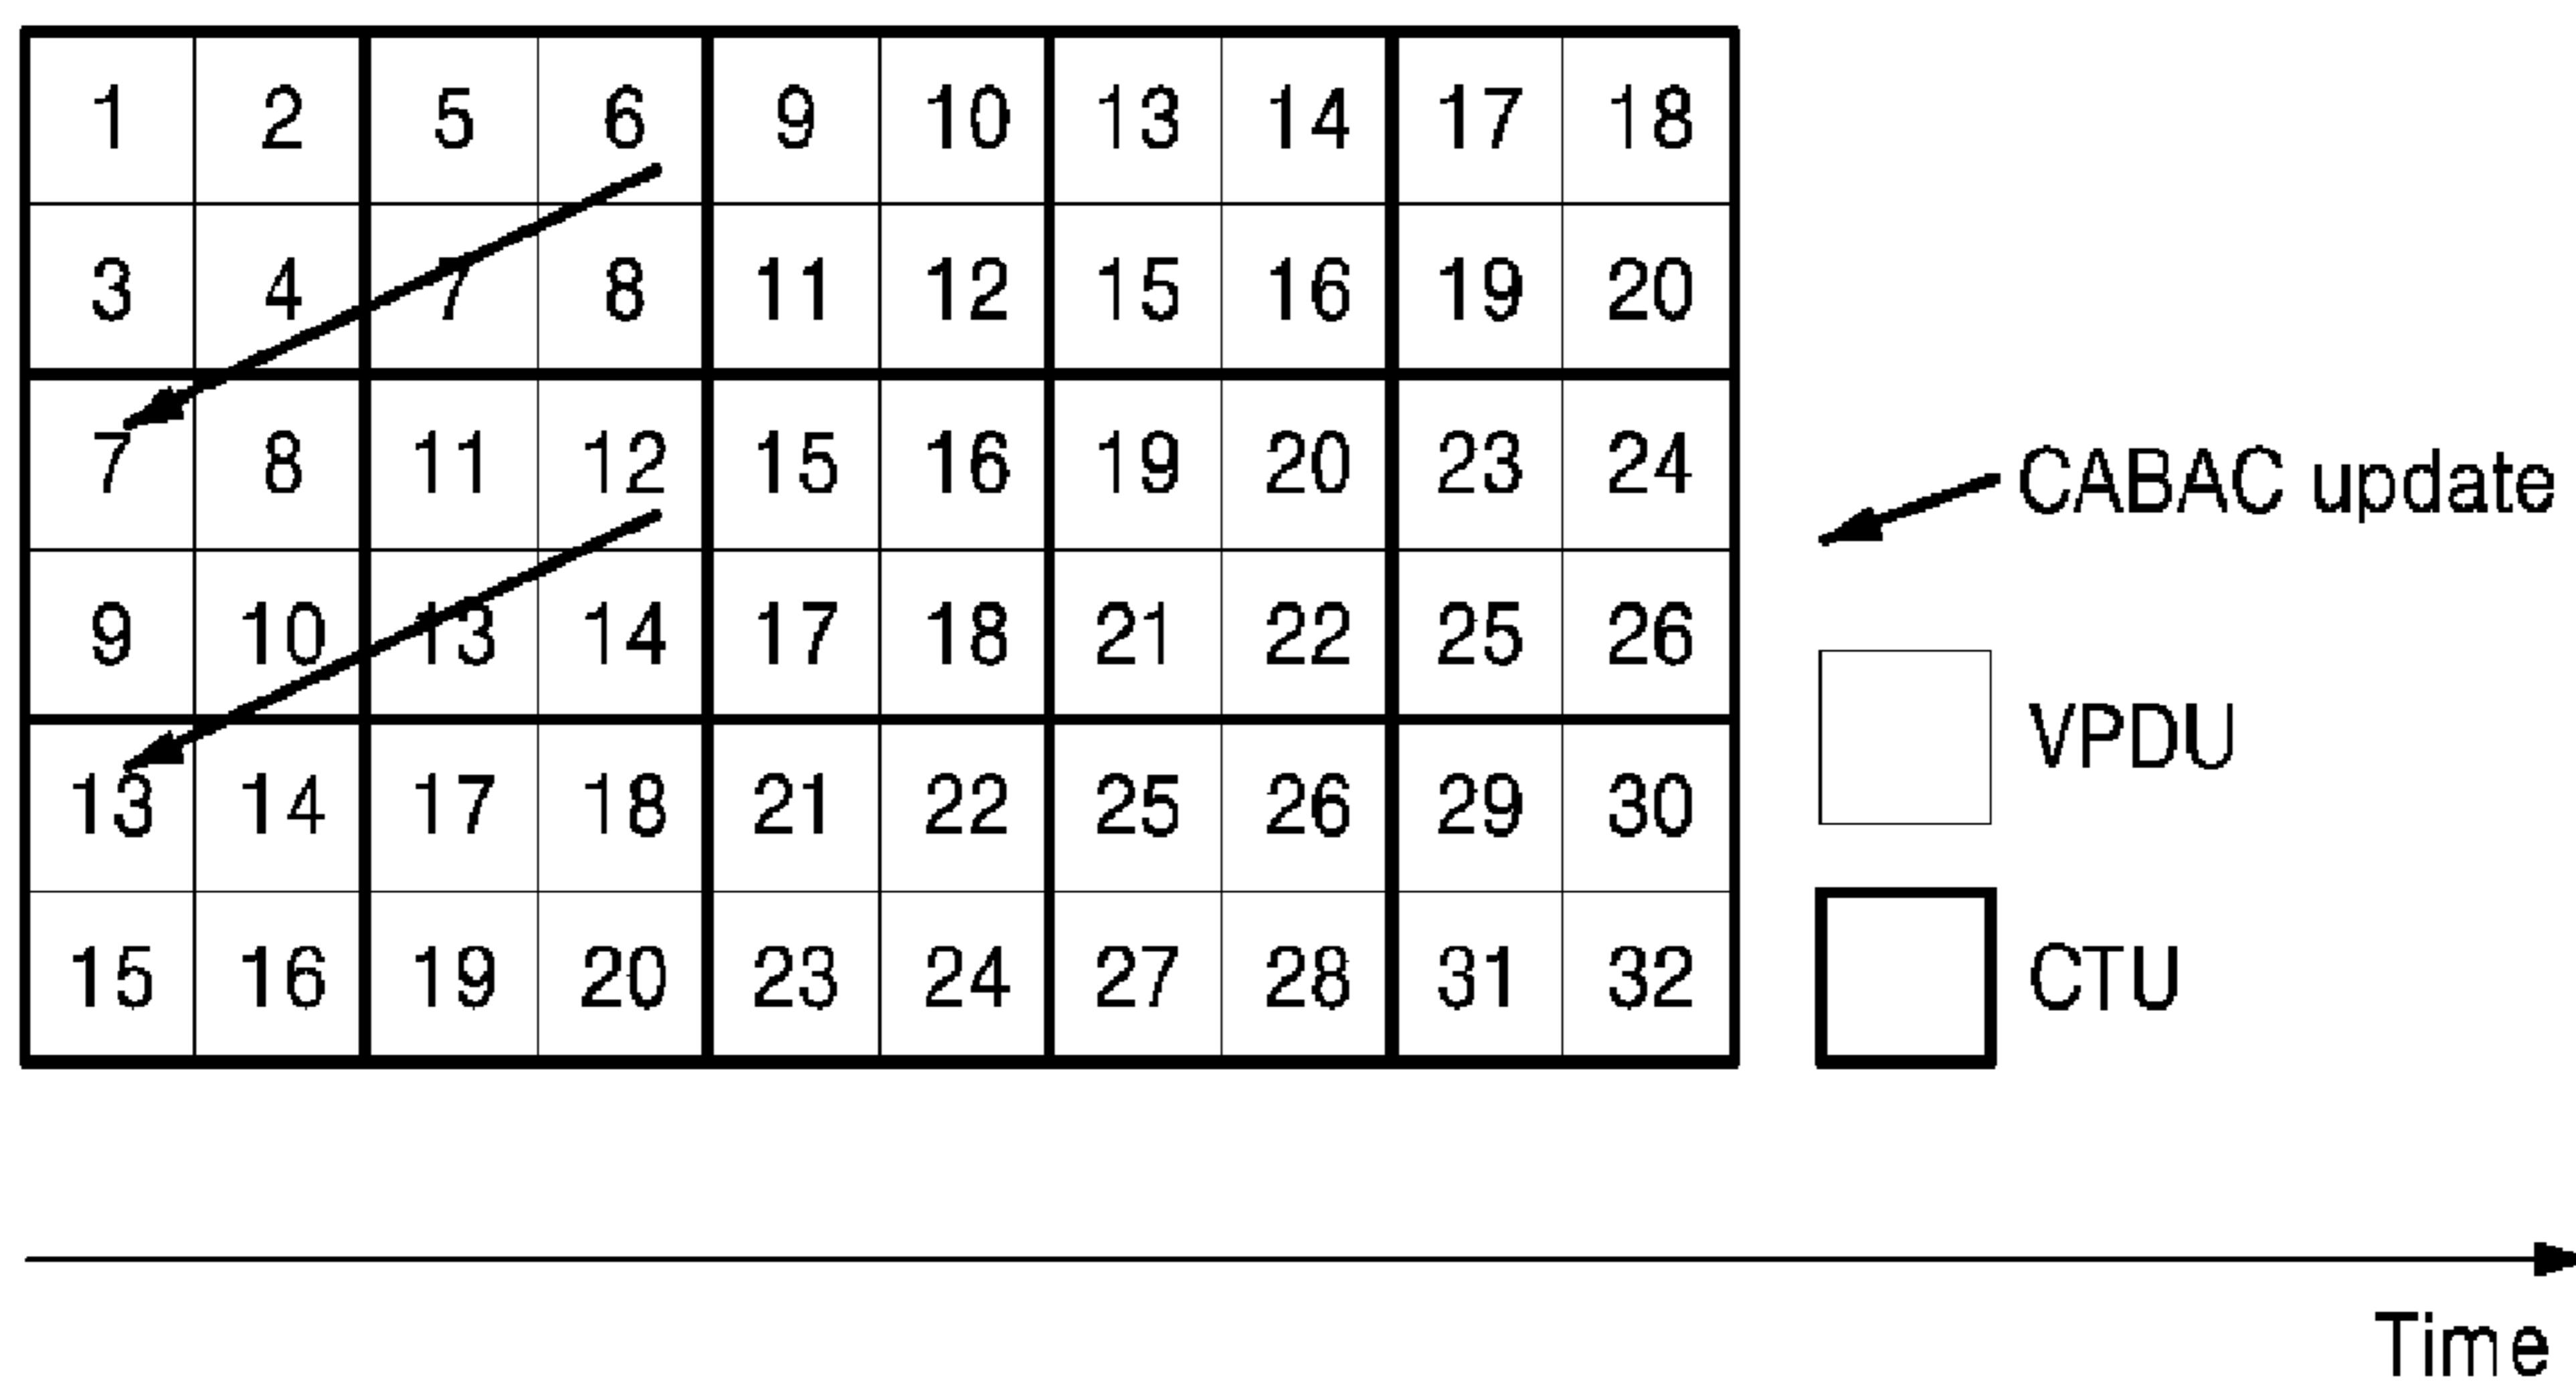 1 2 5 6 9 10 13 14 17 18
3 4 7 8 11 12 15 16 19 20
7 8 11 12 15 16 19 20 23 24
CABAC update
9 10 13 14 17 18 21 22 25 26
VPDU
13 14 17 18 21 22 25 26 29 30
15 16 19 20 23 24 27 28 31 32
CTU
Time